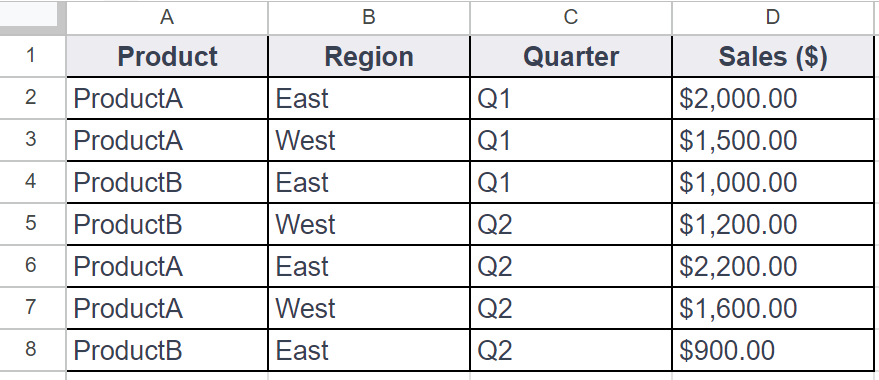 A B C D
1 Product Region Quarter Sales ($)
2 ProductA East Q1 $2,000.00
3 ProductA West Q1 $1,500.00
4 ProductB East Q1 $1,000.00
5 ProductB West Q2 $1,200.00
6 ProductA East Q2 $2,200.00
7 ProductA West Q2 $1,600.00
8 ProductB East Q2 $900.00